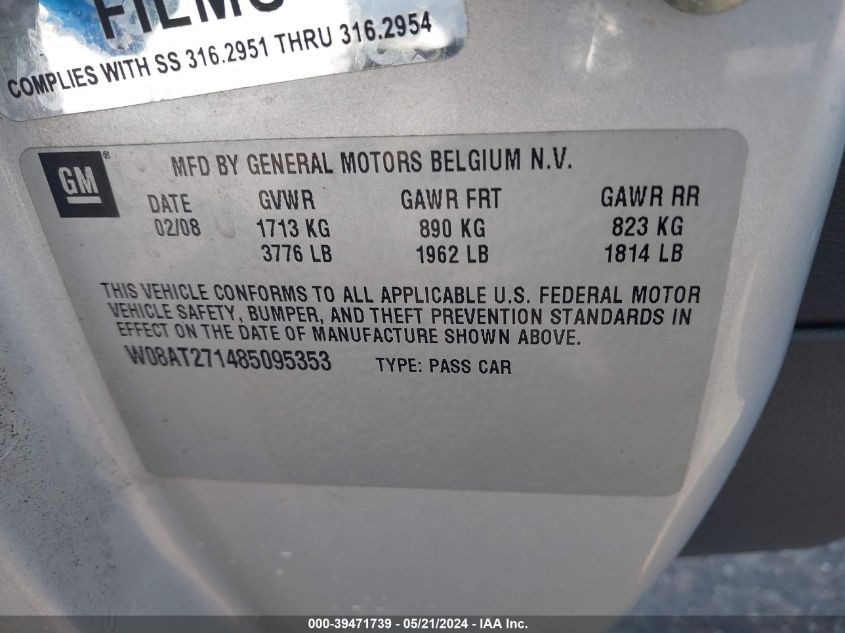 FILMS
COMPLIES WITH SS 316.2951 THRU 316.2954
GM®
MFD BY GENERAL MOTORS BELGIUM N.V.
DATE GVWR GAWR FRT GAWR RR
02/08 1713 KG 890 KG 823 KG
3776 LB 1962 LB 1814 LB
THIS VEHICLE CONFORMS TO ALL APPLICABLE U.S. FEDERAL MOTOR
VEHICLE SAFETY, BUMPER, AND THEFT PREVENTION STANDARDS IN
EFFECT ON THE DATE OF MANUFACTURE SHOWN ABOVE.
W08AT271485095353 TYPE: PASS CAR
000-39471739 - 05/21/2024 - IAA Inc.